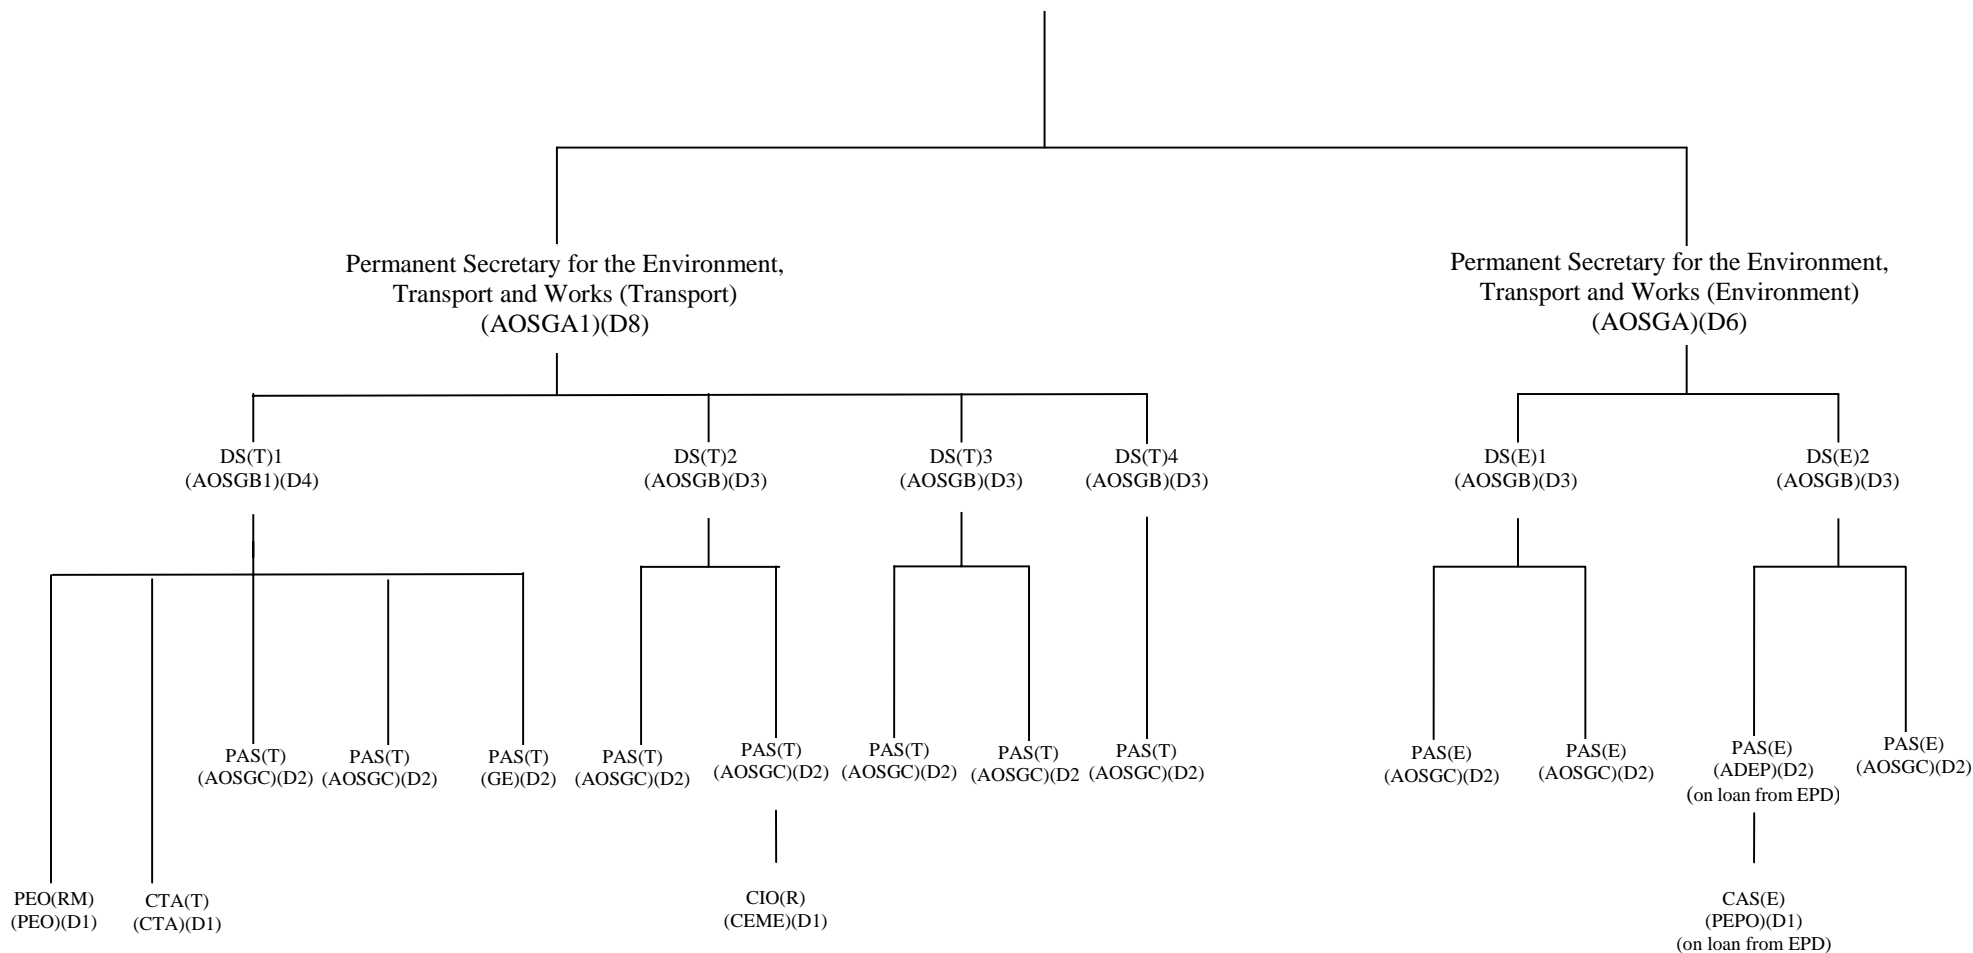 Permanent Secretary for the Environment,
Transport and Works (Transport)
(AOSGA1)(D8)
Permanent Secretary for the Environment,
Transport and Works (Environment)
(AOSGA)(D6)
DS(T)1
(AOSGB1)(D4)
DS(T)2
(AOSGB)(D3)
DS(T)3
(AOSGB)(D3)
DS(T)4
(AOSGB)(D3)
DS(E)1
(AOSGB)(D3)
DS(E)2
(AOSGB)(D3)
PAS(T)
(AOSGC)(D2)
PAS(T)
(AOSGC)(D2)
PAS(T)
(GE)(D2)
PAS(T)
(AOSGC)(D2)
PAS(T)
(AOSGC)(D2)
PAS(T)
(AOSGC)(D2)
PAS(T)
(AOSGC)(D2
PAS(T)
(AOSGC)(D2)
PAS(E)
(AOSGC)(D2)
PAS(E)
(AOSGC)(D2)
PAS(E)
(ADEP)(D2)
(on loan from EPD)
PAS(E)
(AOSGC)(D2)
PEO(RM)
(PEO)(D1)
CTA(T)
(CTA)(D1)
CIO(R)
(CEME)(D1)
CAS(E)
(PEPO)(D1)
(on loan from EPD)